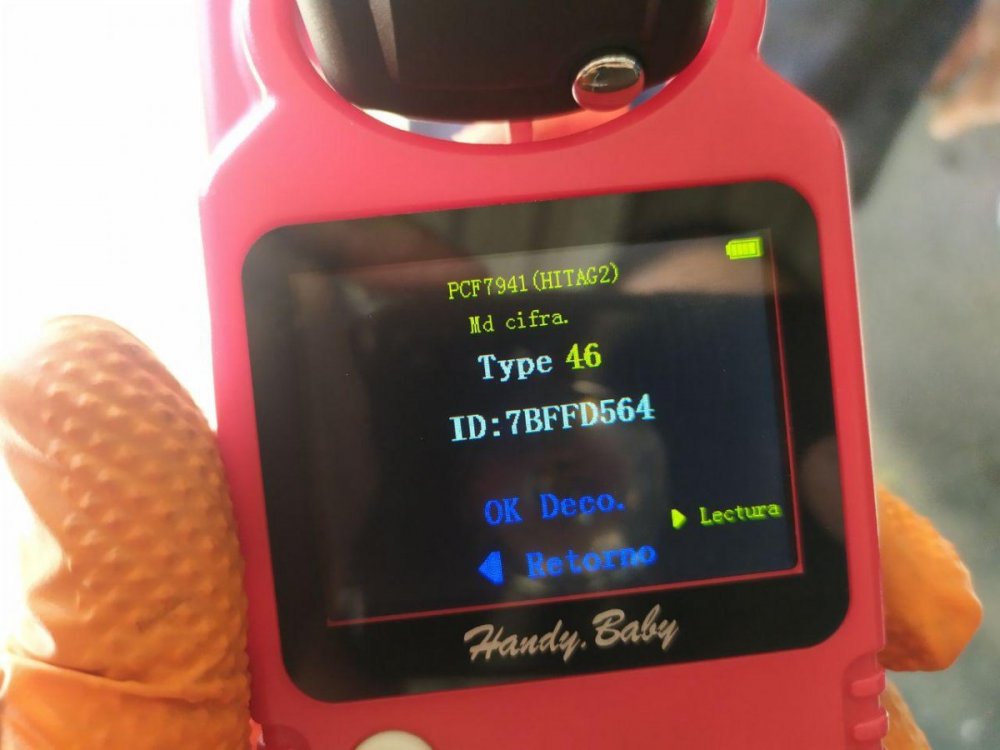 PCF7941(HITAG2)
Md cifra.
Type 46
ID:7BFFD564
OK Deco.
Lectura
Retorno
Handy.Baby